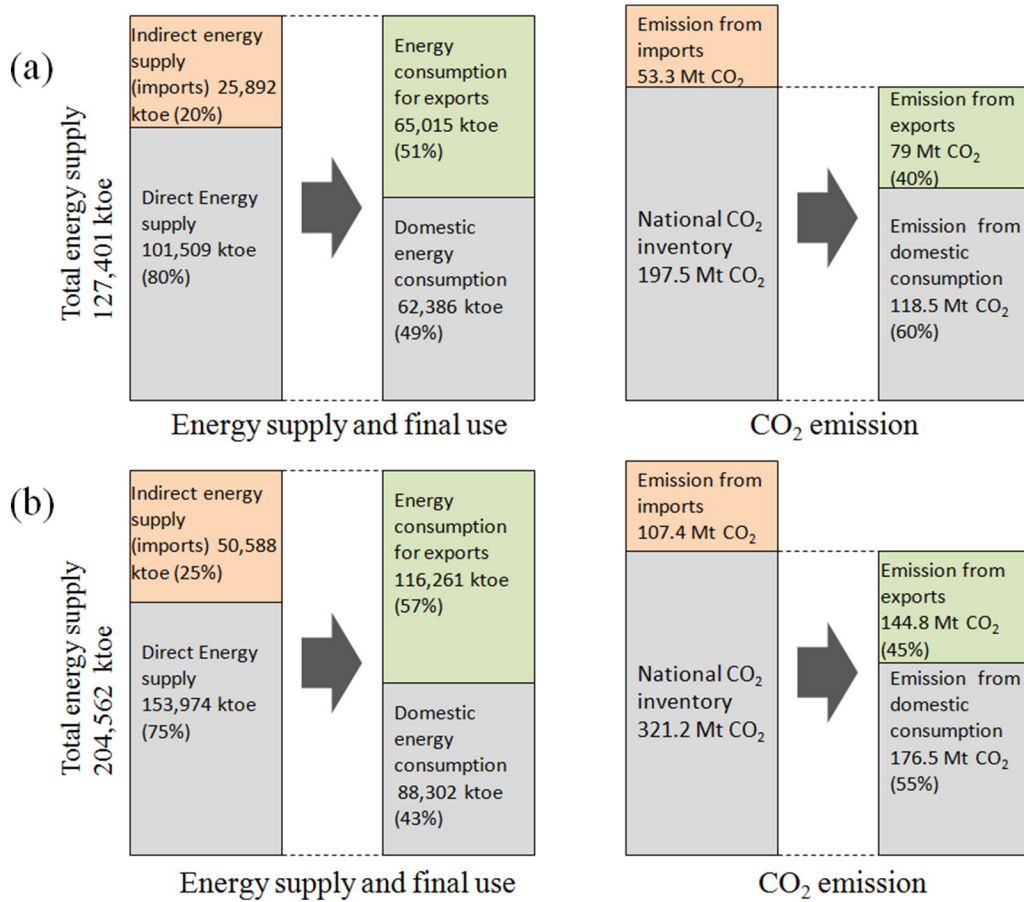 (a)
Total energy supply
127,401 ktoe
Indirect energy
supply
(imports) 25,892
ktoe (20%)
Direct Energy
supply
101,509 ktoe
(80%)
Energy
consumption
for exports
65,015 ktoe
(51%)
Domestic
energy
consumption
62,386 ktoe
(49%)
Energy supply and final use
Emission from
imports
53.3 Mt CO₂
National CO₂
inventory
197.5 Mt CO₂
Emission from
exports
79 Mt CO₂
(40%)
Emission from
domestic
consumption
118.5 Mt CO₂
(60%)
CO₂ emission
(b)
Total energy supply
204,562 ktoe
Indirect energy
supply
(imports) 50,588
ktoe (25%)
Direct Energy
supply
153,974 ktoe
(75%)
Energy
consumption
for exports
116,261 ktoe
(57%)
Domestic
energy
consumption
88,302 ktoe
(43%)
Energy supply and final use
Emission from
imports
107.4 Mt CO₂
National CO₂
inventory
321.2 Mt CO₂
Emission from
exports
144.8 Mt CO₂
(45%)
Emission from
domestic
consumption
176.5 Mt CO₂
(55%)
CO₂ emission